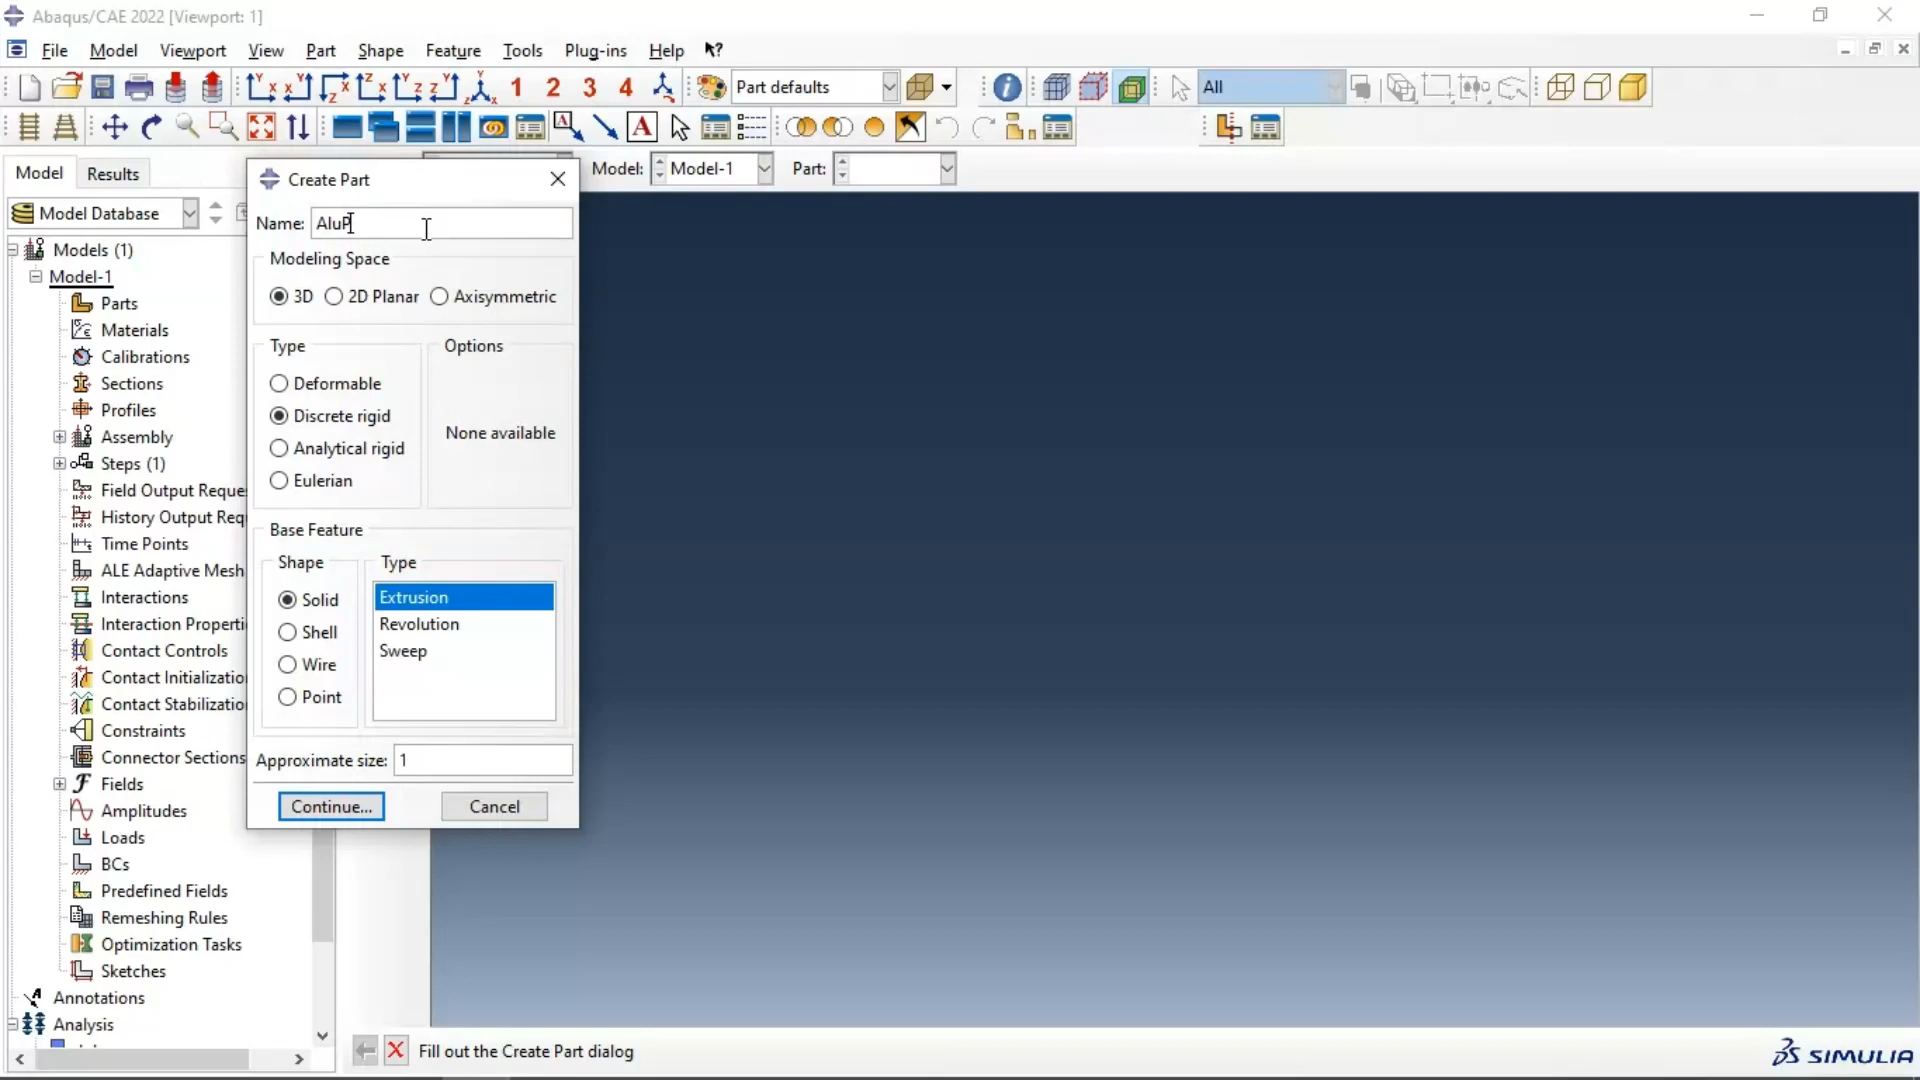 Abaqus/CAE 2022 [Viewport: 1]
File Model Viewport View Part Shape Feature Tools Plug-ins Help
1 2 3 4 Part defaults All
Model Results Model: Model-1 Part:
Model Database
Models (1)
Model-1
Parts
Materials
Calibrations
Sections
Profiles
Assembly
Steps (1)
Field Output Reque
History Output Req
Time Points
ALE Adaptive Mesh
Interactions
Interaction Properti
Contact Controls
Contact Initializatio
Contact Stabilizatio
Constraints
Connector Sections
Fields
Amplitudes
Loads
BCs
Predefined Fields
Remeshing Rules
Optimization Tasks
Sketches
Annotations
Analysis
Create Part
Name: AluP
Modeling Space
3D 2D Planar Axisymmetric
Type Options
Deformable
Discrete rigid
Analytical rigid
Eulerian
None available
Base Feature
Shape Type
Solid
Shell
Wire
Point
Extrusion
Revolution
Sweep
Approximate size: 1
Continue... Cancel
Fill out the Create Part dialog
SIMULIA